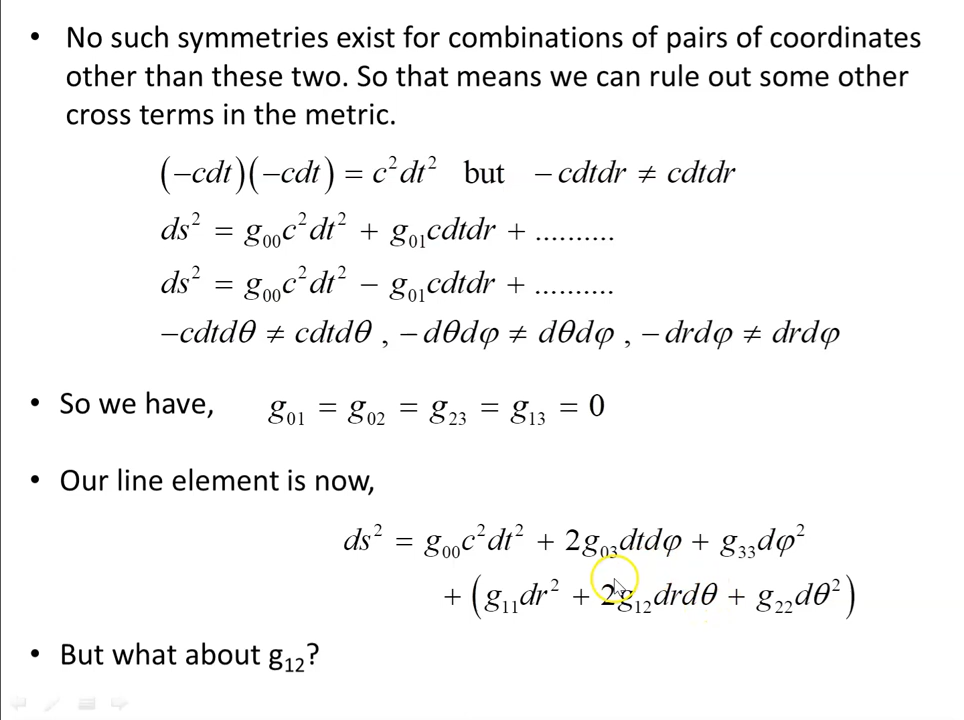 • No such symmetries exist for combinations of pairs of coordinates
other than these two. So that means we can rule out some other
cross terms in the metric.
(−cdt)(−cdt) = c²dt² but − cdtdr ≠ cdtdr
ds² = g₀₀c²dt² + g₀₁cdtdr + ..........
ds² = g₀₀c²dt² − g₀₁cdtdr + ..........
−cdtdθ ≠ cdtdθ , − dθdφ ≠ dθdφ , − drdφ ≠ drdφ
• So we have, g₀₁ = g₀₂ = g₂₃ = g₁₃ = 0
• Our line element is now,
ds² = g₀₀c²dt² + 2g₀₃dtdφ + g₃₃dφ²
+ (g₁₁dr² + 2g₁₂drdθ + g₂₂dθ²)
• But what about g₁₂?